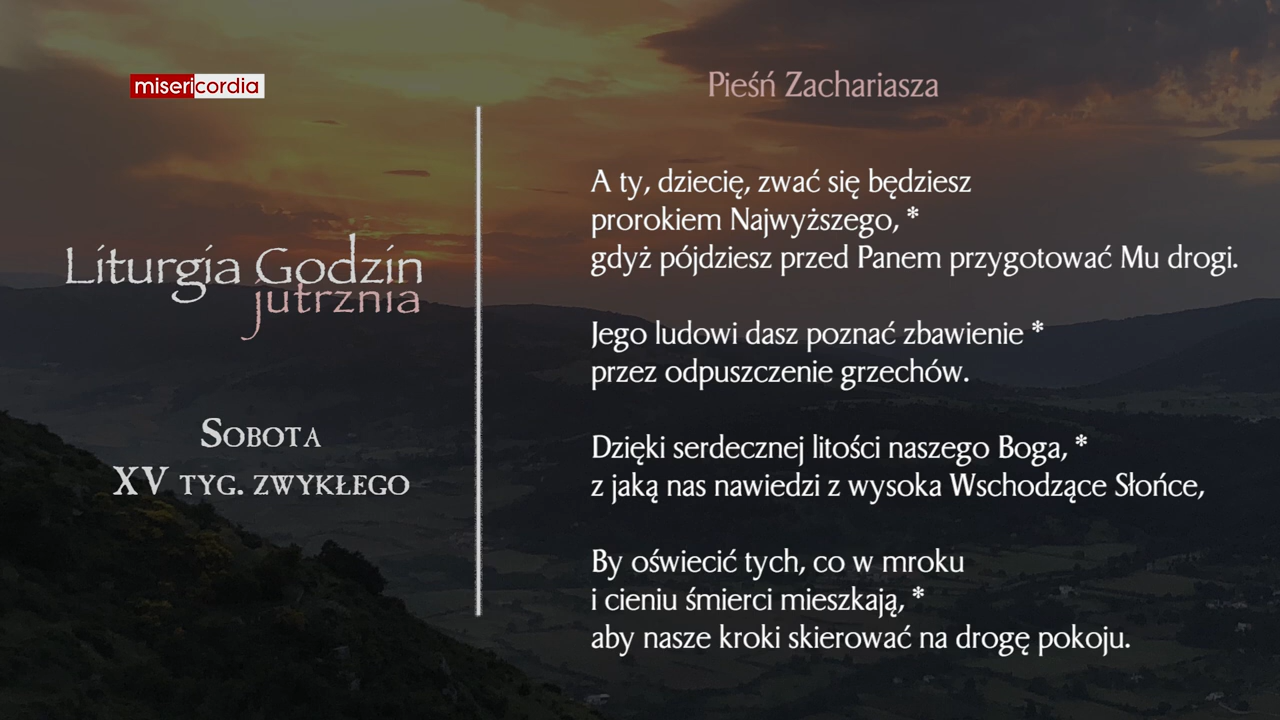 misericordia
Liturgia Godzin
jutrznia
Sobota
XV tyg. zwykłego
Pieśń Zachariasza
A ty, dziecię, zwać się będziesz
prorokiem Najwyższego, *
gdyż pójdziesz przed Panem przygotować Mu drogi.
Jego ludowi dasz poznać zbawienie *
przez odpuszczenie grzechów.
Dzięki serdecznej litości naszego Boga, *
z jaką nas nawiedzi z wysoka Wschodzące Słońce,
By oświecić tych, co w mroku
i cieniu śmierci mieszkają, *
aby nasze kroki skierować na drogę pokoju.